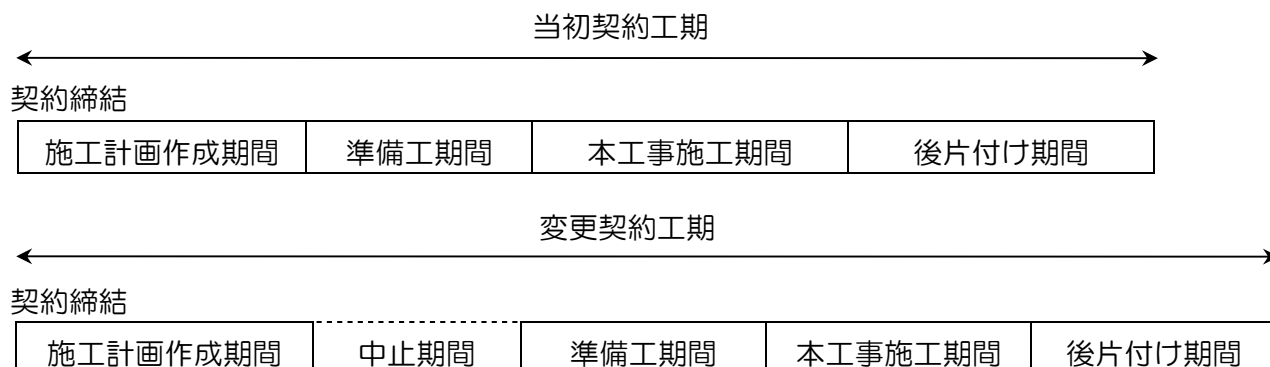 当初契約工期
契約締結
施工計画作成期間 準備工期間 本工事施工期間 後片付け期間
変更契約工期
契約締結
施工計画作成期間 中止期間 準備工期間 本工事施工期間 後片付け期間